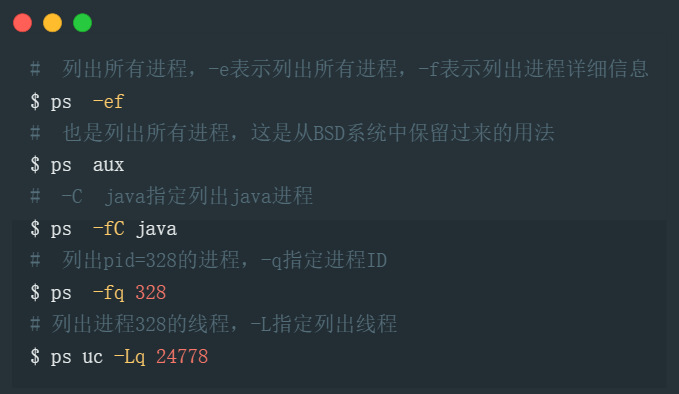 #  列出所有进程，-e表示列出所有进程，-f表示列出进程详细信息
$ ps  -ef
#  也是列出所有进程，这是从BSD系统中保留过来的用法
$ ps  aux
#  -C  java指定列出java进程
$ ps  -fC java
#  列出pid=328的进程，-q指定进程ID
$ ps  -fq 328
# 列出进程328的线程，-L指定列出线程
$ ps uc -Lq 24778